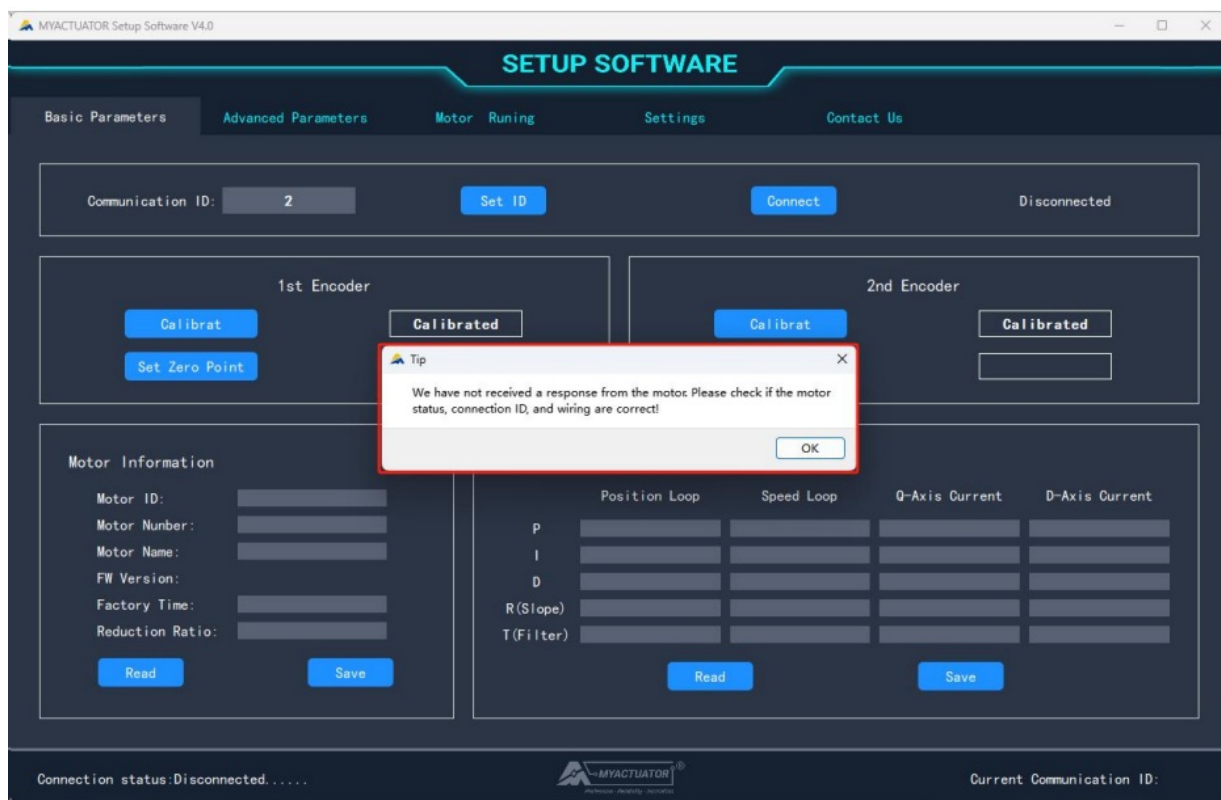 MYACTUATOR Setup Software V4.0
SETUP SOFTWARE
Basic Parameters
Advanced Parameters
Motor Runing
Settings
Contact Us
Communication ID:
2
Set ID
Connect
Disconnected
1st Encoder
Calibrat
Calibrated
Set Zero Point
2nd Encoder
Calibrat
Calibrated
Tip
We have not received a response from the motor. Please check if the motor
status, connection ID, and wiring are correct!
OK
Motor Information
Motor ID:
Motor Nunber:
Motor Name:
FW Version:
Factory Time:
Reduction Ratio:
Read
Save
Position Loop
Speed Loop
Q-Axis Current
D-Axis Current
P
I
D
R(Slope)
T(Filter)
Read
Save
Connection status:Disconnected......
MYACTUATOR®
Current Communication ID: